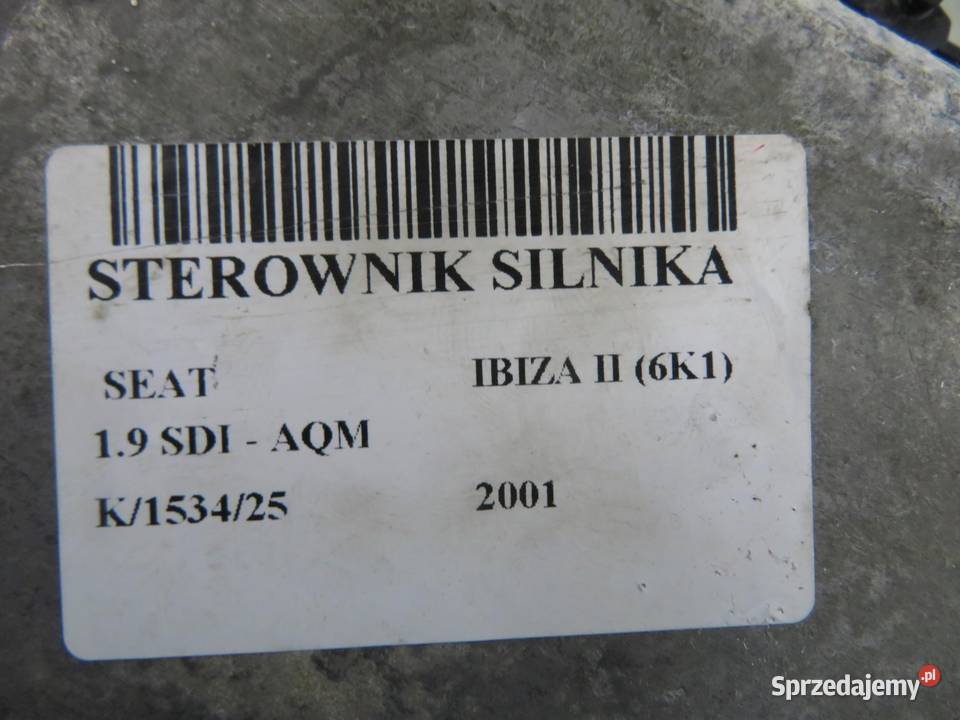 STEROWNIK SILNIKA
SEAT IBIZA II (6K1)
1.9 SDI - AQM
K/1534/25 2001
Sprzedajemy.pl